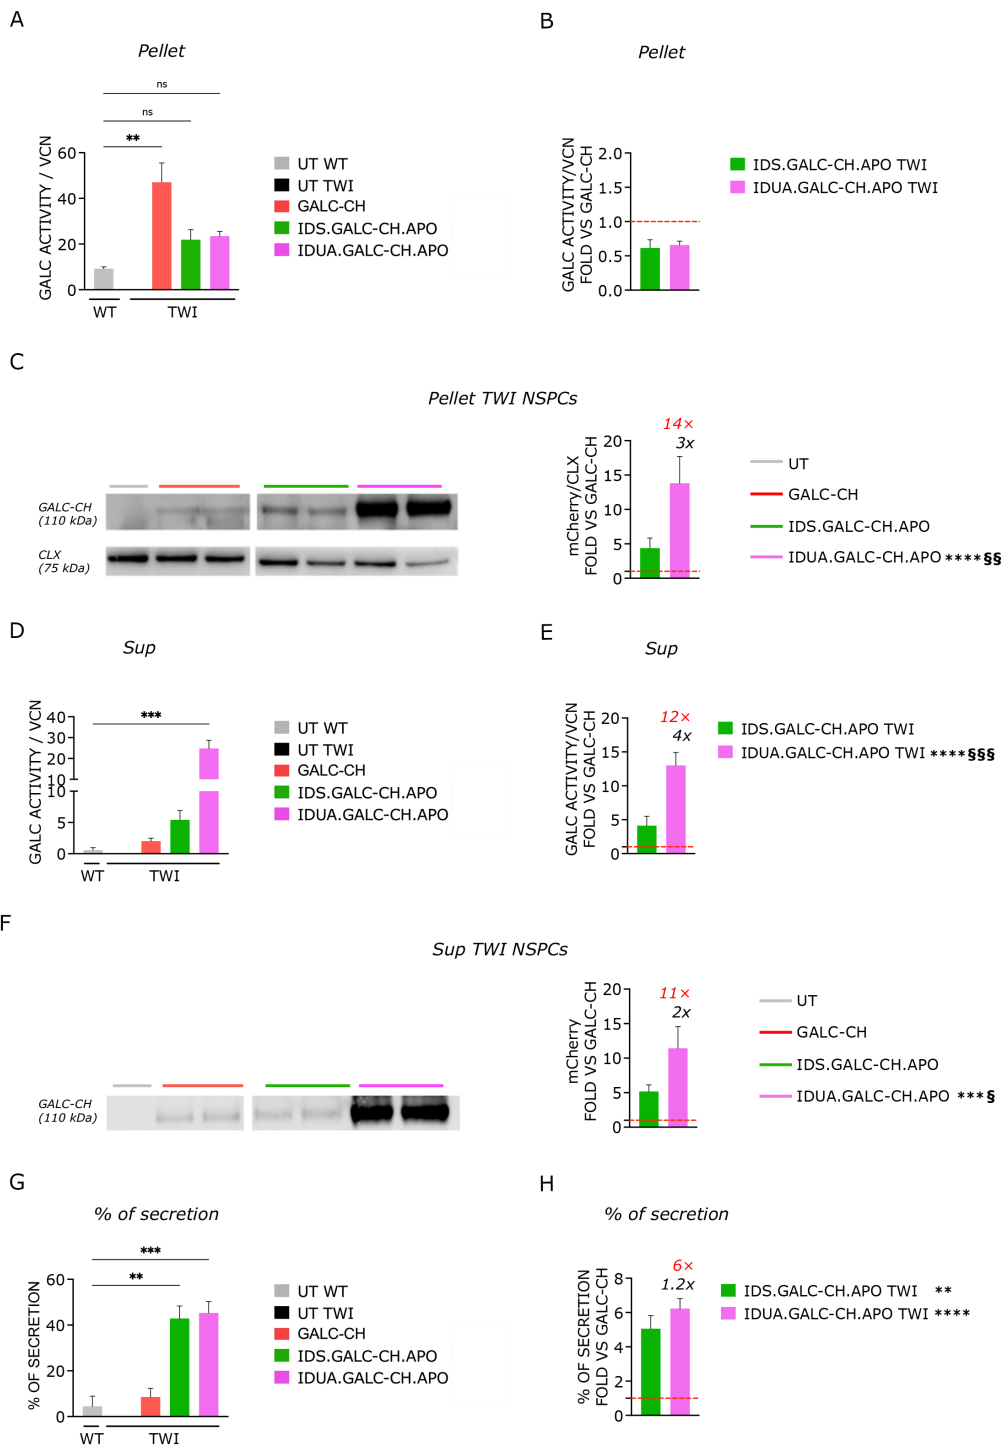 A
Pellet
ns
ns
**
GALC ACTIVITY / VCN
60
40
20
0
WT
TWI
UT WT
UT TWI
GALC-CH
IDS.GALC-CH.APO
IDUA.GALC-CH.APO
B
Pellet
GALC ACTIVITY/VCN
FOLD VS GALC-CH
2.0
1.5
1.0
0.5
0.0
IDS.GALC-CH.APO TWI
IDUA.GALC-CH.APO TWI
C
Pellet TWI NSPCs
GALC-CH
(110 kDa)
CLX
(75 kDa)
mCherry/CLX
FOLD VS GALC-CH
20
15
10
5
0
14×
3x
UT
GALC-CH
IDS.GALC-CH.APO
IDUA.GALC-CH.APO ****§§
D
Sup
***
GALC ACTIVITY / VCN
40
30
20
10
10
5
0
WT
TWI
UT WT
UT TWI
GALC-CH
IDS.GALC-CH.APO
IDUA.GALC-CH.APO
E
Sup
GALC ACTIVITY/VCN
FOLD VS GALC-CH
20
15
10
5
0
12×
4x
IDS.GALC-CH.APO TWI
IDUA.GALC-CH.APO TWI ****§§§
F
Sup TWI NSPCs
GALC-CH
(110 kDa)
mCherry
FOLD VS GALC-CH
20
15
10
5
0
11×
2x
UT
GALC-CH
IDS.GALC-CH.APO
IDUA.GALC-CH.APO ***§
G
% of secretion
***
**
% OF SECRETION
60
40
20
0
WT
TWI
UT WT
UT TWI
GALC-CH
IDS.GALC-CH.APO
IDUA.GALC-CH.APO
H
% of secretion
% OF SECRETION
FOLD VS GALC-CH
8
6
4
2
0
6×
1.2x
IDS.GALC-CH.APO TWI **
IDUA.GALC-CH.APO TWI ****